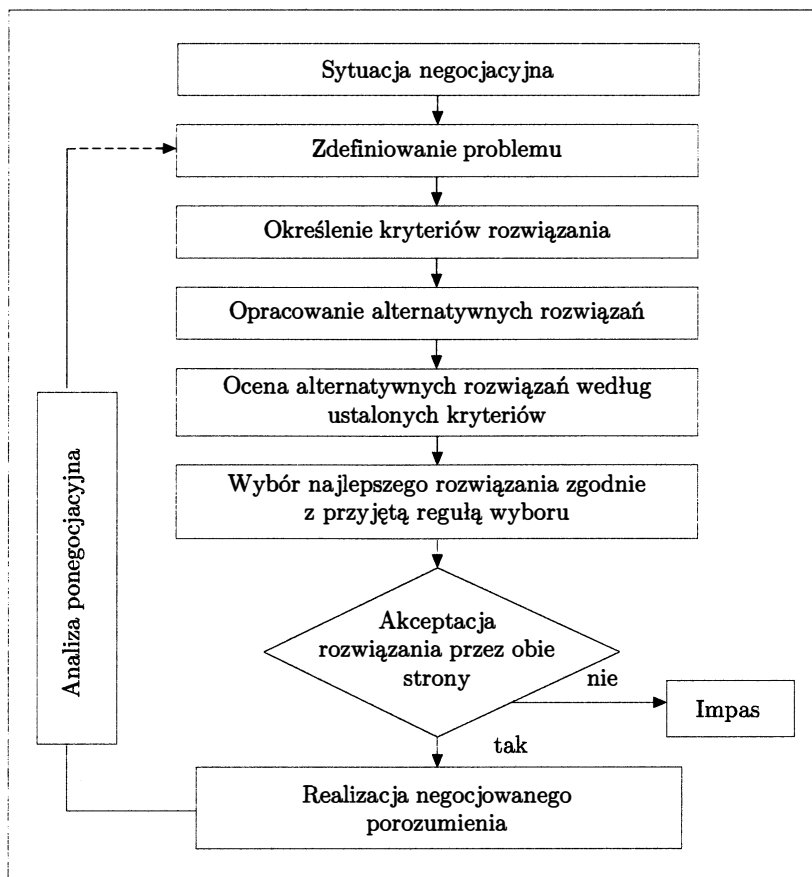 Sytuacja negocjacyjna
Zdefiniowanie problemu
Określenie kryteriów rozwiązania
Opracowanie alternatywnych rozwiązań
Ocena alternatywnych rozwiązań według
ustalonych kryteriów
Wybór najlepszego rozwiązania zgodnie
z przyjętą regułą wyboru
Analiza ponegocjacyjna
Akceptacja
rozwiązania przez obie
strony
nie
Impas
tak
Realizacja negocjowanego
porozumienia